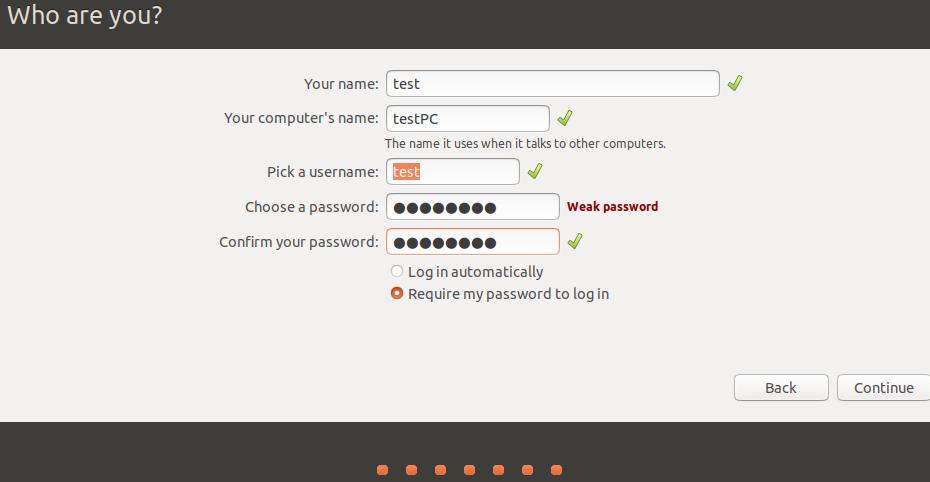 Who are you?
Your name: test
Your computer's name: testPC
The name it uses when it talks to other computers.
Pick a username: test
Choose a password: ●●●●●●●● Weak password
Confirm your password: ●●●●●●●●
Log in automatically
Require my password to log in
Back Continue